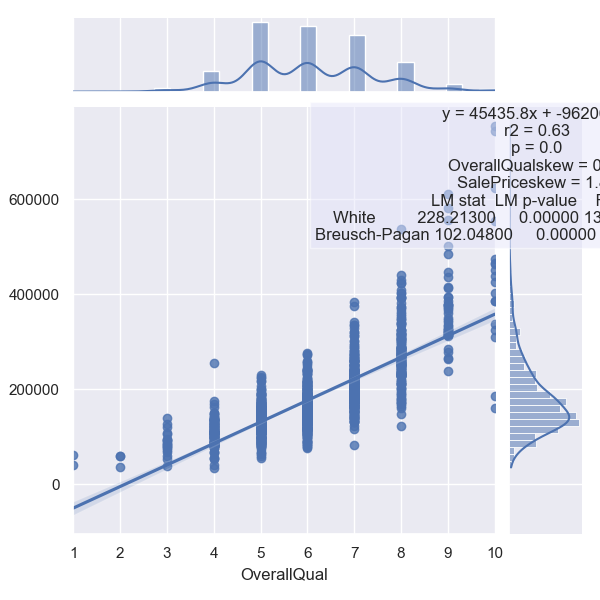 y = 45435.8x + -9620
r2 = 0.63
p = 0.0
OverallQualskew = 0
SalePriceskew = 1.
LM stat LM p-value F
White 228.21300 0.00000 13
Breusch-Pagan 102.04800 0.00000
600000
400000
200000
0
1 2 3 4 5 6 7 8 9 10
OverallQual